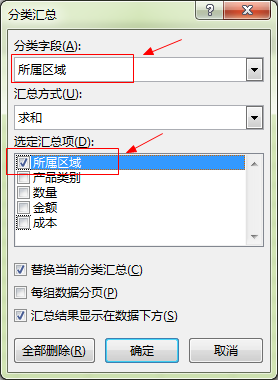 分类汇总
分类字段(A):
所属区域
汇总方式(U):
求和
选定汇总项(D):
所属区域
产品类别
数量
金额
成本
替换当前分类汇总(C)
每组数据分页(P)
汇总结果显示在数据下方(S)
全部删除(R) 确定 取消